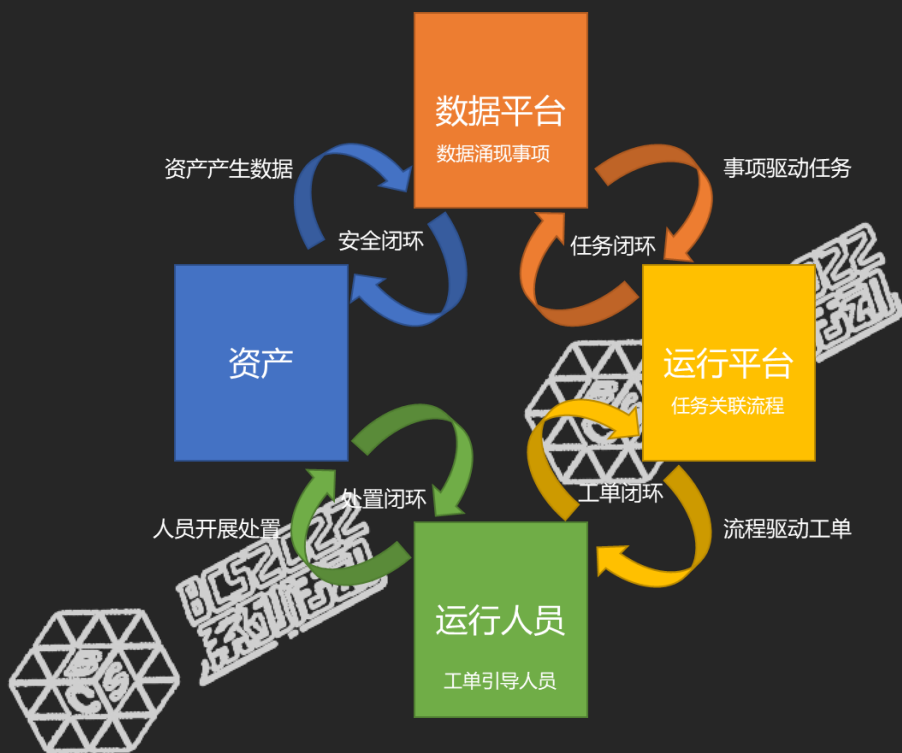 数据平台
数据涌现事项
资产产生数据
事项驱动任务
安全闭环
任务闭环
资产
运行平台
任务关联流程
处置闭环
工单闭环
人员开展处置
流程驱动工单
运行人员
工单引导人员
BCS2022
BCS